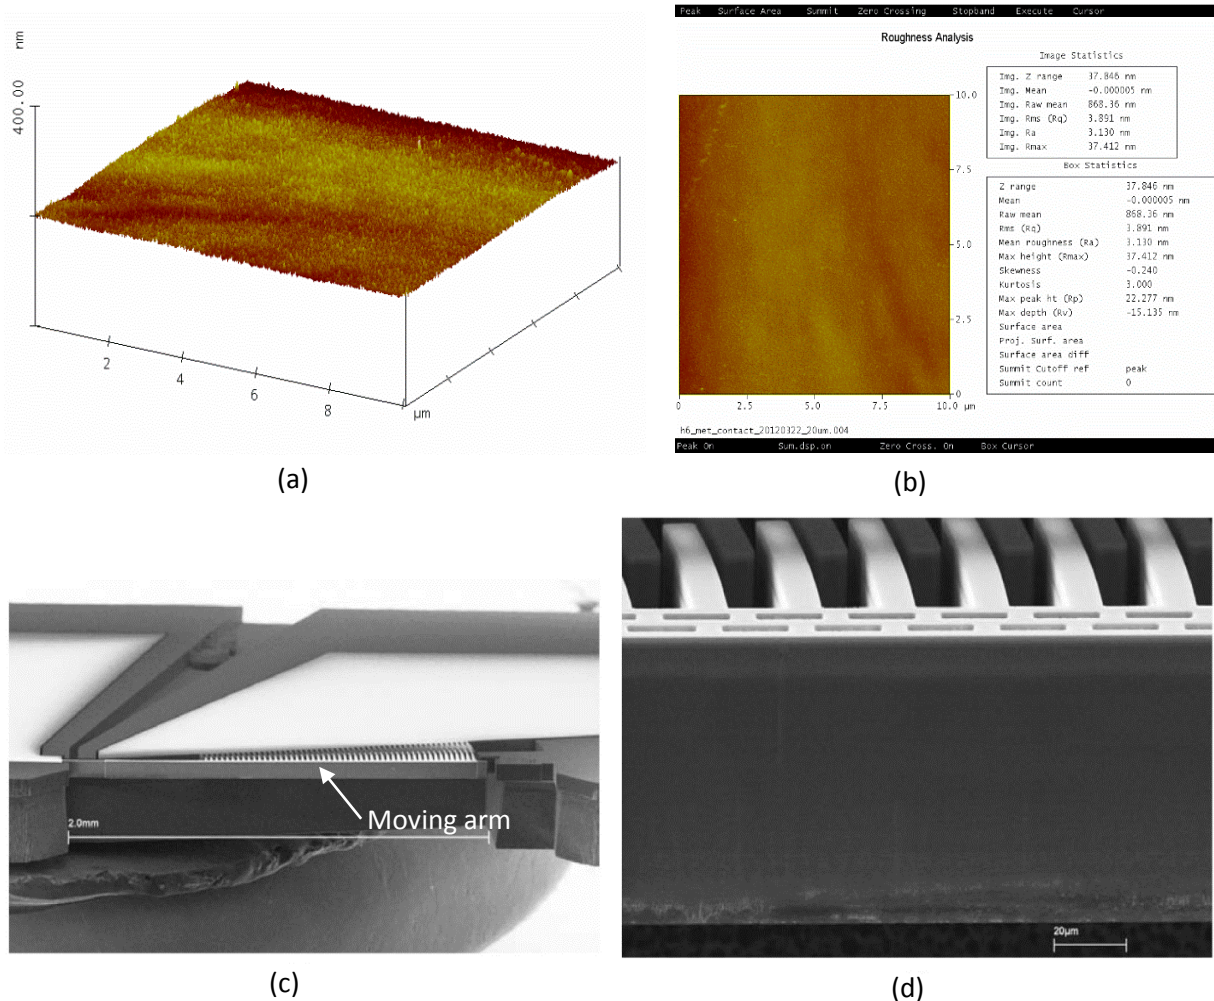 nm
400.00
2
4
6
8
µm
(a)
Peak Surface Area Summit Zero Crossing Stopband Execute Cursor
Roughness Analysis
Image Statistics
Img. Z range 37.846 nm
Img. Mean -0.000005 nm
Img. Raw mean 868.36 nm
Img. Rms (Rq) 3.891 nm
Img. Ra 3.130 nm
Img. Rmax 37.412 nm
Box Statistics
Z range 37.846 nm
Mean -0.000005 nm
Raw mean 868.36 nm
Rms (Rq) 3.891 nm
Mean roughness (Ra) 3.130 nm
Max height (Rmax) 37.412 nm
Skewness -0.240
Kurtosis 3.000
Max peak ht (Rp) 22.277 nm
Max depth (Rv) -15.135 nm
Surface area
Proj. Surf. area
Surface area diff
Summit Cutoff ref peak
Summit count 0
10.0
7.5
5.0
2.5
0
0 2.5 5.0 7.5 10.0 µm
h6_met_contact_20120322_20um.004
Peak On Sum.dsp.on Zero Cross. On Box Cursor
(b)
2.0mm
Moving arm
(c)
20µm
(d)